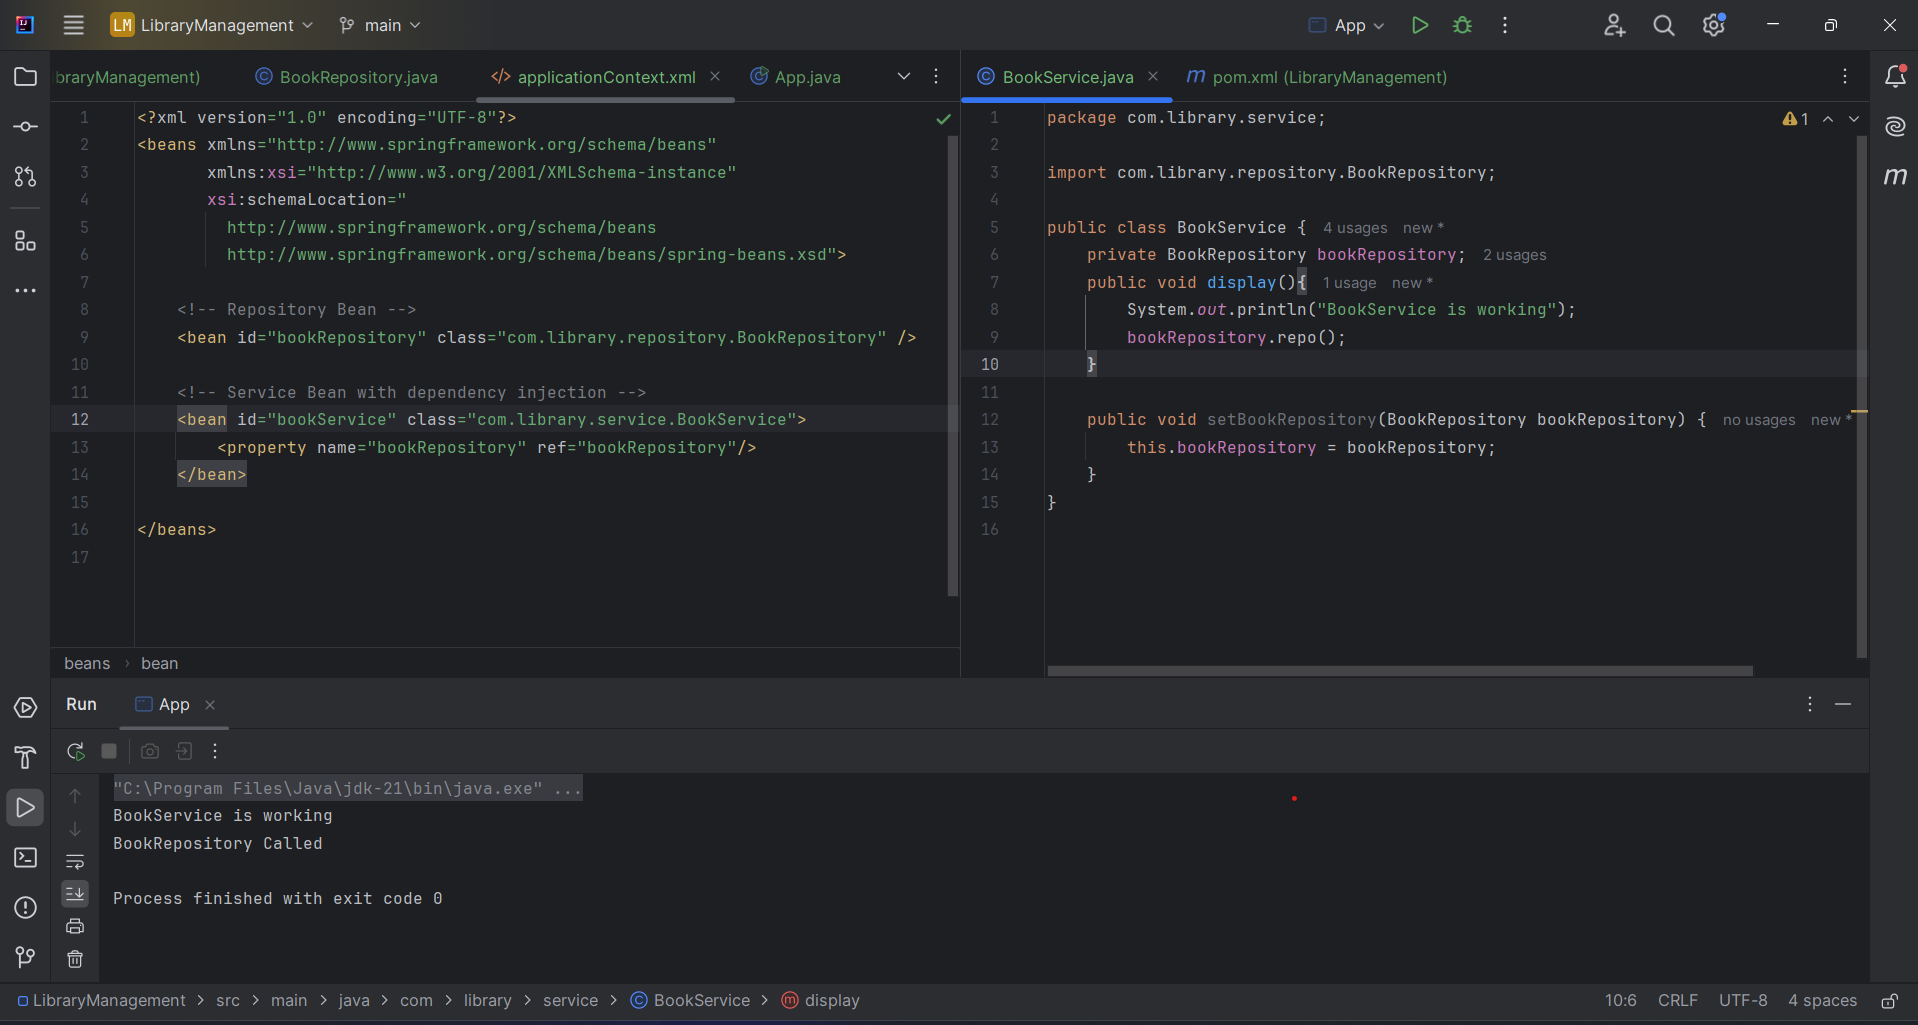 LM LibraryManagement main App
braryManagement) BookRepository.java applicationContext.xml App.java
1 <?xml version="1.0" encoding="UTF-8"?>
2 <beans xmlns="http://www.springframework.org/schema/beans"
3 xmlns:xsi="http://www.w3.org/2001/XMLSchema-instance"
4 xsi:schemaLocation="
5 http://www.springframework.org/schema/beans
6 http://www.springframework.org/schema/beans/spring-beans.xsd">
7
8 <!-- Repository Bean -->
9 <bean id="bookRepository" class="com.library.repository.BookRepository" />
10
11 <!-- Service Bean with dependency injection -->
12 <bean id="bookService" class="com.library.service.BookService">
13 <property name="bookRepository" ref="bookRepository"/>
14 </bean>
15
16 </beans>
17
beans › bean
BookService.java m pom.xml (LibraryManagement)
1 package com.library.service; 1
2
3 import com.library.repository.BookRepository;
4
5 public class BookService { 4 usages new *
6 private BookRepository bookRepository; 2 usages
7 public void display(){ 1 usage new *
8 System.out.println("BookService is working");
9 bookRepository.repo();
10 }
11
12 public void setBookRepository(BookRepository bookRepository) { no usages new *
13 this.bookRepository = bookRepository;
14 }
15 }
16
m
Run App
"C:\Program Files\Java\jdk-21\bin\java.exe" ...
BookService is working
BookRepository Called
Process finished with exit code 0
LibraryManagement > src > main > java > com > library > service > BookService > display 10:6 CRLF UTF-8 4 spaces